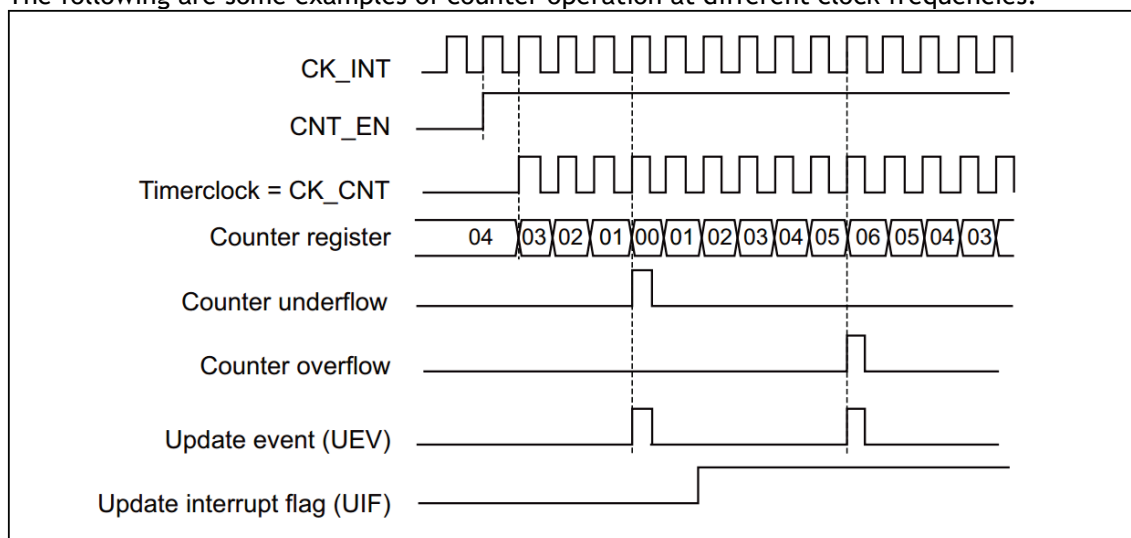 The following are some examples of counter operation at different clock frequencies.
CK_INT
CNT_EN
Timerclock = CK_CNT
Counter register 04 03 02 01 00 01 02 03 04 05 06 05 04 03
Counter underflow
Counter overflow
Update event (UEV)
Update interrupt flag (UIF)